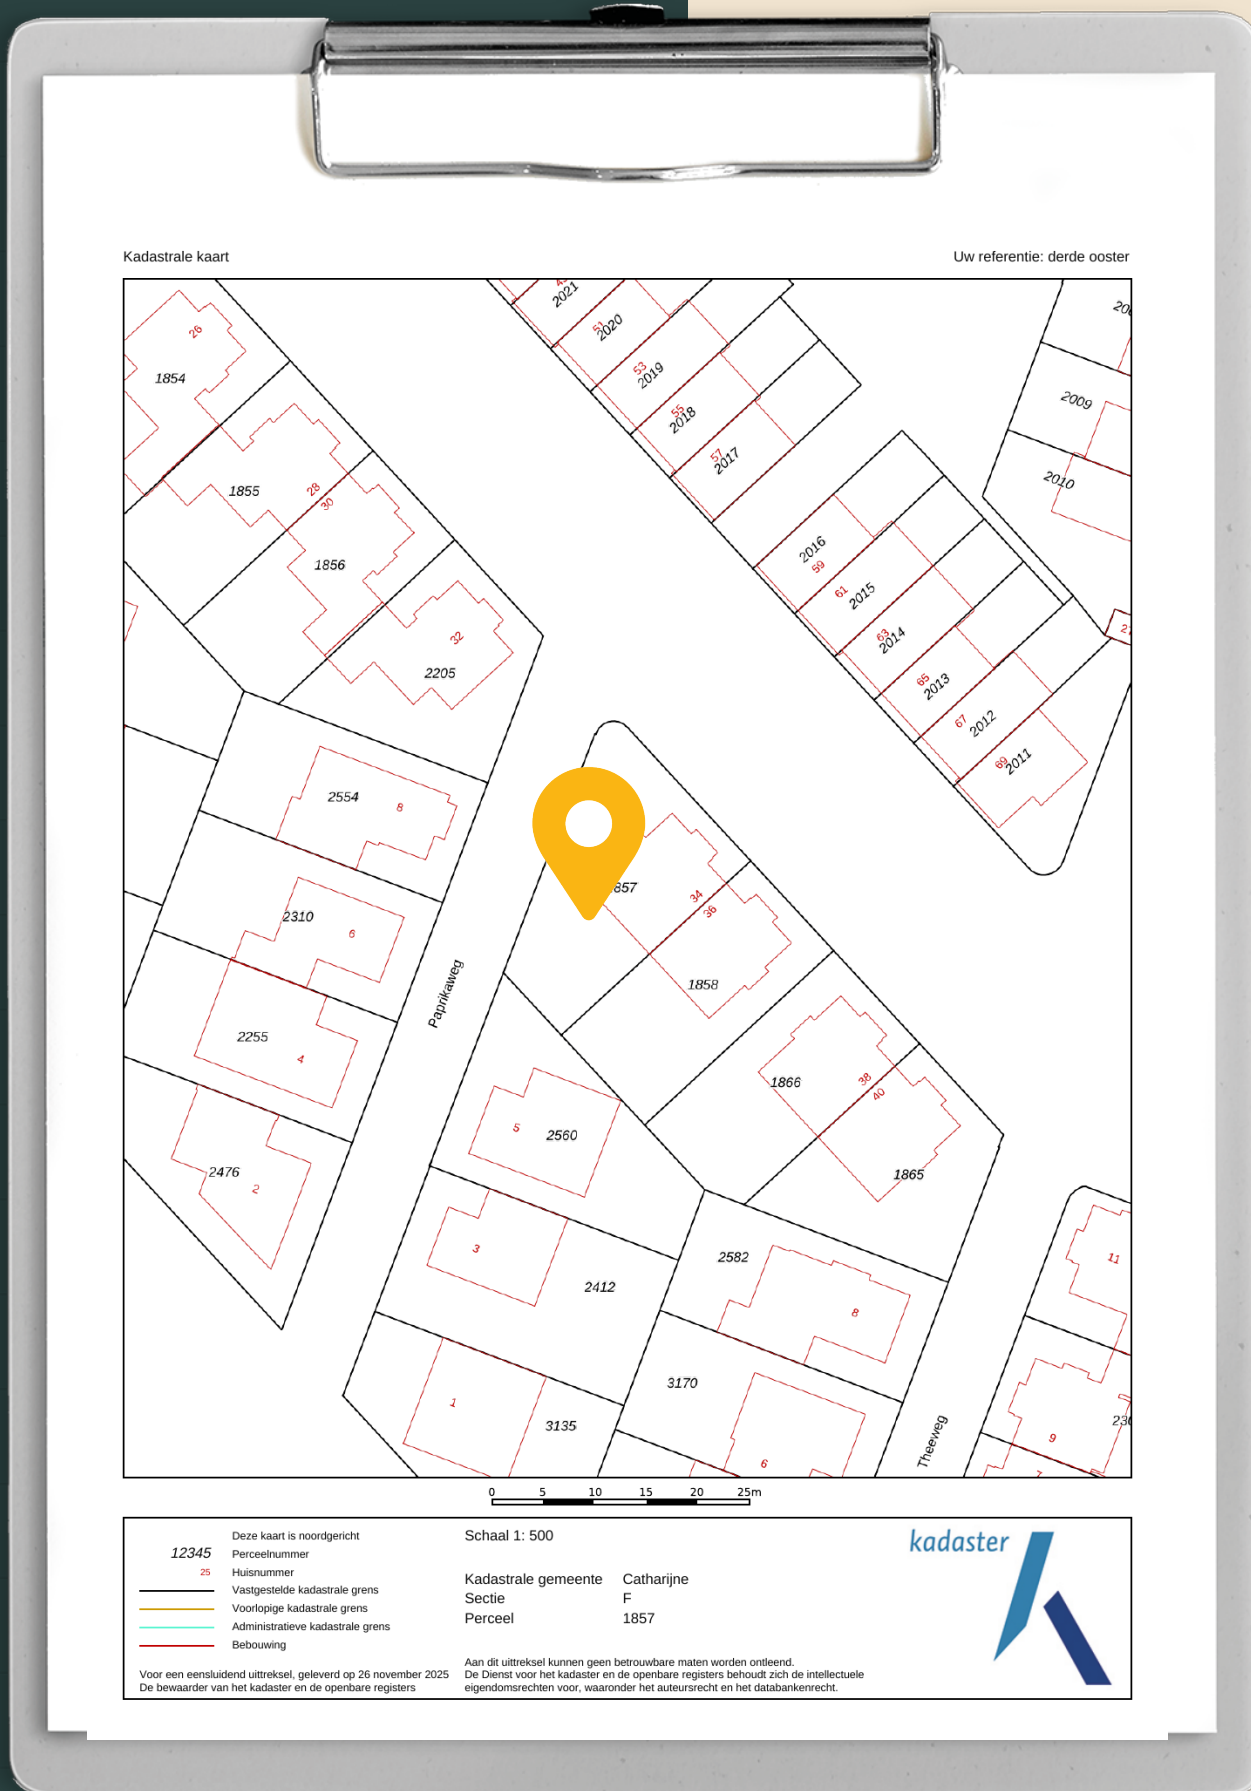 Kadastrale kaart
Uw referentie: derde ooster
26
1854
1855
28
30
1856
32
2205
2021
51
2020
53
2019
55
2018
57
2017
2016
59
61
2015
63
2014
65
2013
67
2012
69
2011
2009
2010
2554
8
2310
6
2255
4
2476
2
Paprikaweg
857
34
36
1858
1866
38
40
1865
5
2560
3
2412
1
3135
2582
8
3170
6
Theeweg
11
9
0 5 10 15 20 25m
Deze kaart is noordgericht
12345 Perceelnummer
25 Huisnummer
Vastgestelde kadastrale grens
Voorlopige kadastrale grens
Administratieve kadastrale grens
Bebouwing
Voor een eensluidend uittreksel, geleverd op 26 november 2025
De bewaarder van het kadaster en de openbare registers
Schaal 1: 500
Kadastrale gemeente Catharijne
Sectie F
Perceel 1857
Aan dit uittreksel kunnen geen betrouwbare maten worden ontleend.
De Dienst voor het kadaster en de openbare registers behoudt zich de intellectuele
eigendomsrechten voor, waaronder het auteursrecht en het databankenrecht.
kadaster